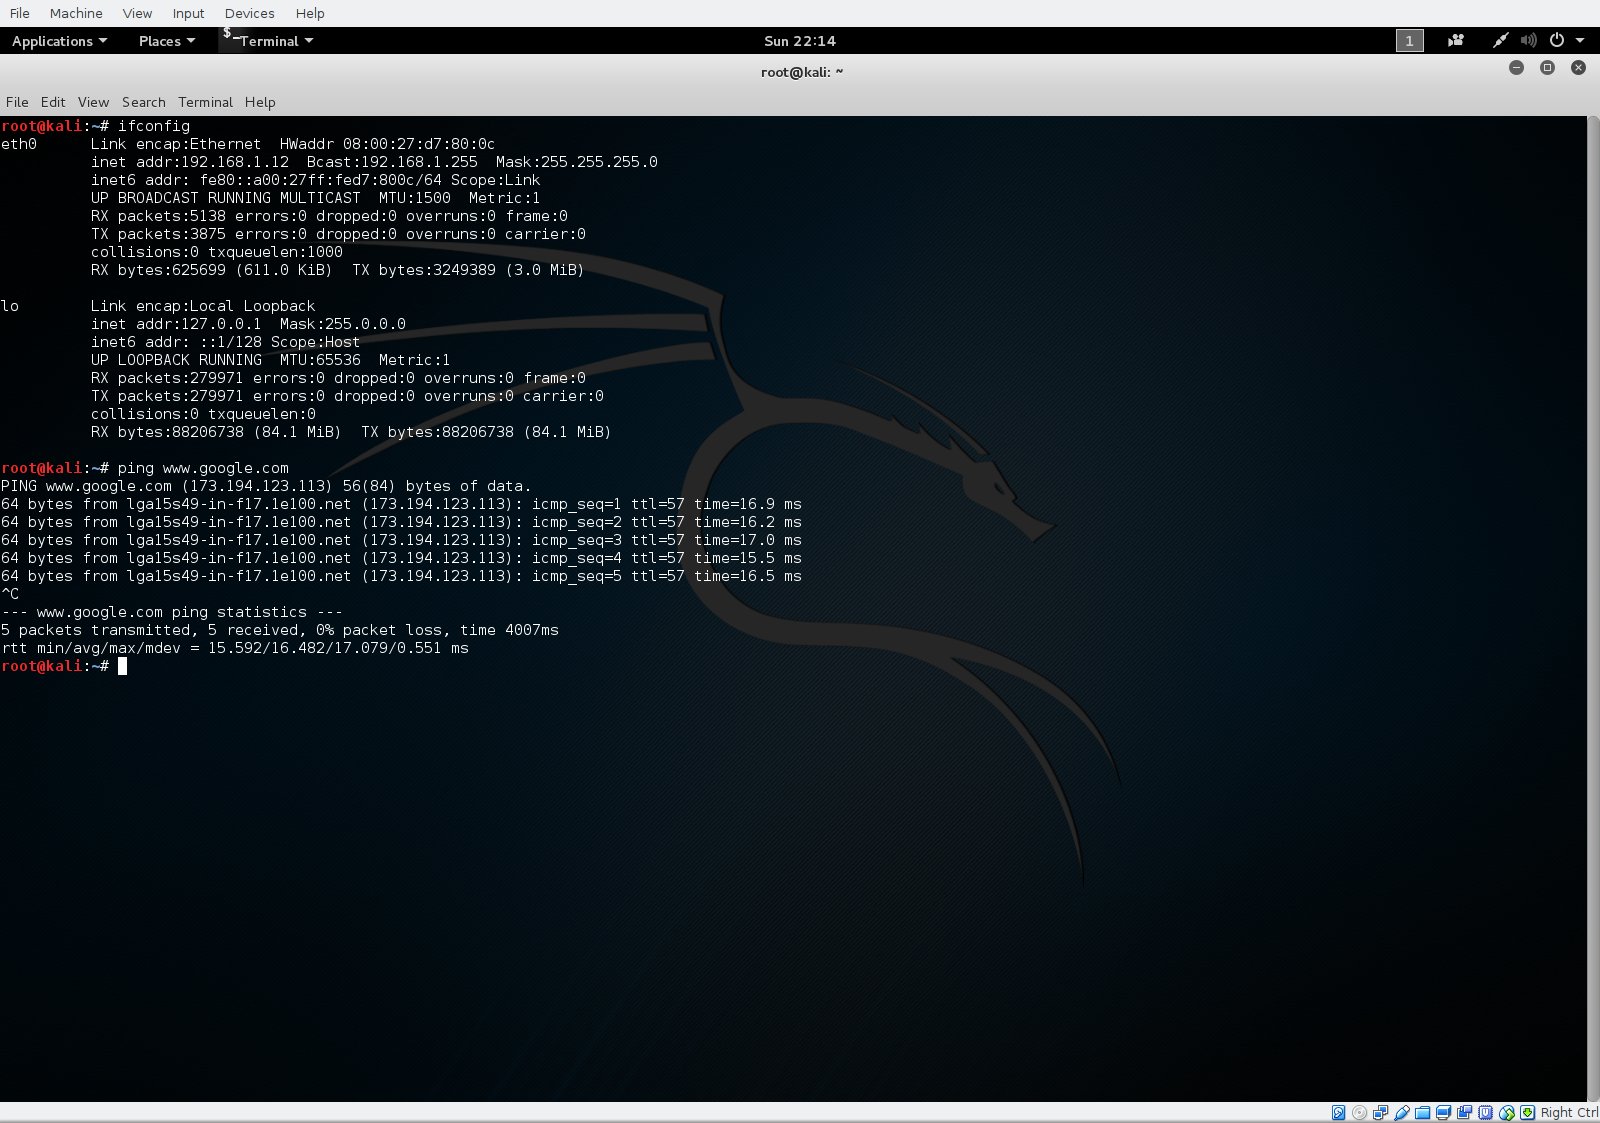 File Machine View Input Devices Help
Applications Places $_Terminal Sun 22:14 1
root@kali: ~
File Edit View Search Terminal Help
root@kali:~# ifconfig
eth0      Link encap:Ethernet  HWaddr 08:00:27:d7:80:0c
          inet addr:192.168.1.12  Bcast:192.168.1.255  Mask:255.255.255.0
          inet6 addr: fe80::a00:27ff:fed7:800c/64 Scope:Link
          UP BROADCAST RUNNING MULTICAST  MTU:1500  Metric:1
          RX packets:5138 errors:0 dropped:0 overruns:0 frame:0
          TX packets:3875 errors:0 dropped:0 overruns:0 carrier:0
          collisions:0 txqueuelen:1000
          RX bytes:625699 (611.0 KiB)  TX bytes:3249389 (3.0 MiB)
lo        Link encap:Local Loopback
          inet addr:127.0.0.1  Mask:255.0.0.0
          inet6 addr: ::1/128 Scope:Host
          UP LOOPBACK RUNNING  MTU:65536  Metric:1
          RX packets:279971 errors:0 dropped:0 overruns:0 frame:0
          TX packets:279971 errors:0 dropped:0 overruns:0 carrier:0
          collisions:0 txqueuelen:0
          RX bytes:88206738 (84.1 MiB)  TX bytes:88206738 (84.1 MiB)
root@kali:~# ping www.google.com
PING www.google.com (173.194.123.113) 56(84) bytes of data.
64 bytes from lga15s49-in-f17.1e100.net (173.194.123.113): icmp_seq=1 ttl=57 time=16.9 ms
64 bytes from lga15s49-in-f17.1e100.net (173.194.123.113): icmp_seq=2 ttl=57 time=16.2 ms
64 bytes from lga15s49-in-f17.1e100.net (173.194.123.113): icmp_seq=3 ttl=57 time=17.0 ms
64 bytes from lga15s49-in-f17.1e100.net (173.194.123.113): icmp_seq=4 ttl=57 time=15.5 ms
64 bytes from lga15s49-in-f17.1e100.net (173.194.123.113): icmp_seq=5 ttl=57 time=16.5 ms
^C
--- www.google.com ping statistics ---
5 packets transmitted, 5 received, 0% packet loss, time 4007ms
rtt min/avg/max/mdev = 15.592/16.482/17.079/0.551 ms
root@kali:~#
Right Ctrl